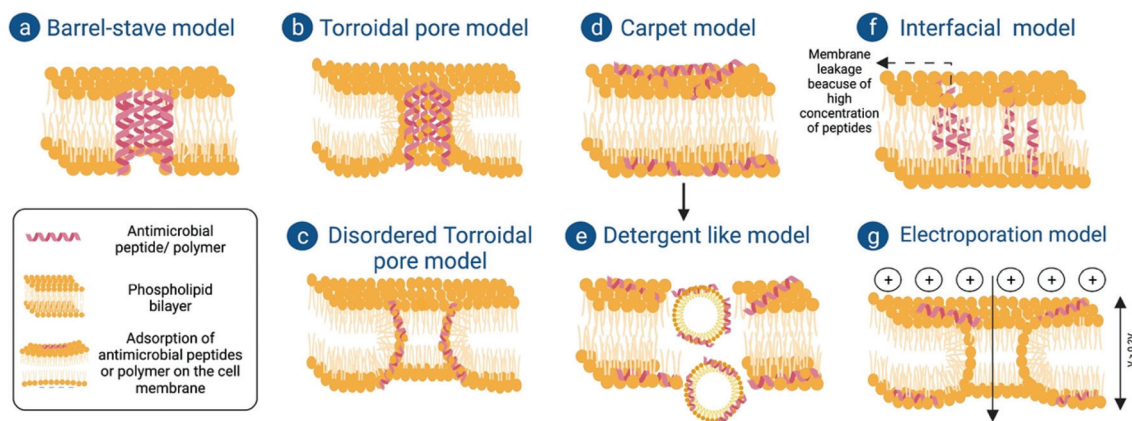 a Barrel-stave model
b Torroidal pore model
d Carpet model
f Interfacial model
Membrane
leakage
beacuse of
high
concentration
of peptides
Antimicrobial
peptide/ polymer
Phospholipid
bilayer
Adsorption of
antimicrobial peptides
or polymer on the cell
membrane
c Disordered Torroidal
pore model
e Detergent like model
g Electroporation model
+ + + + + +
V > 0.2V